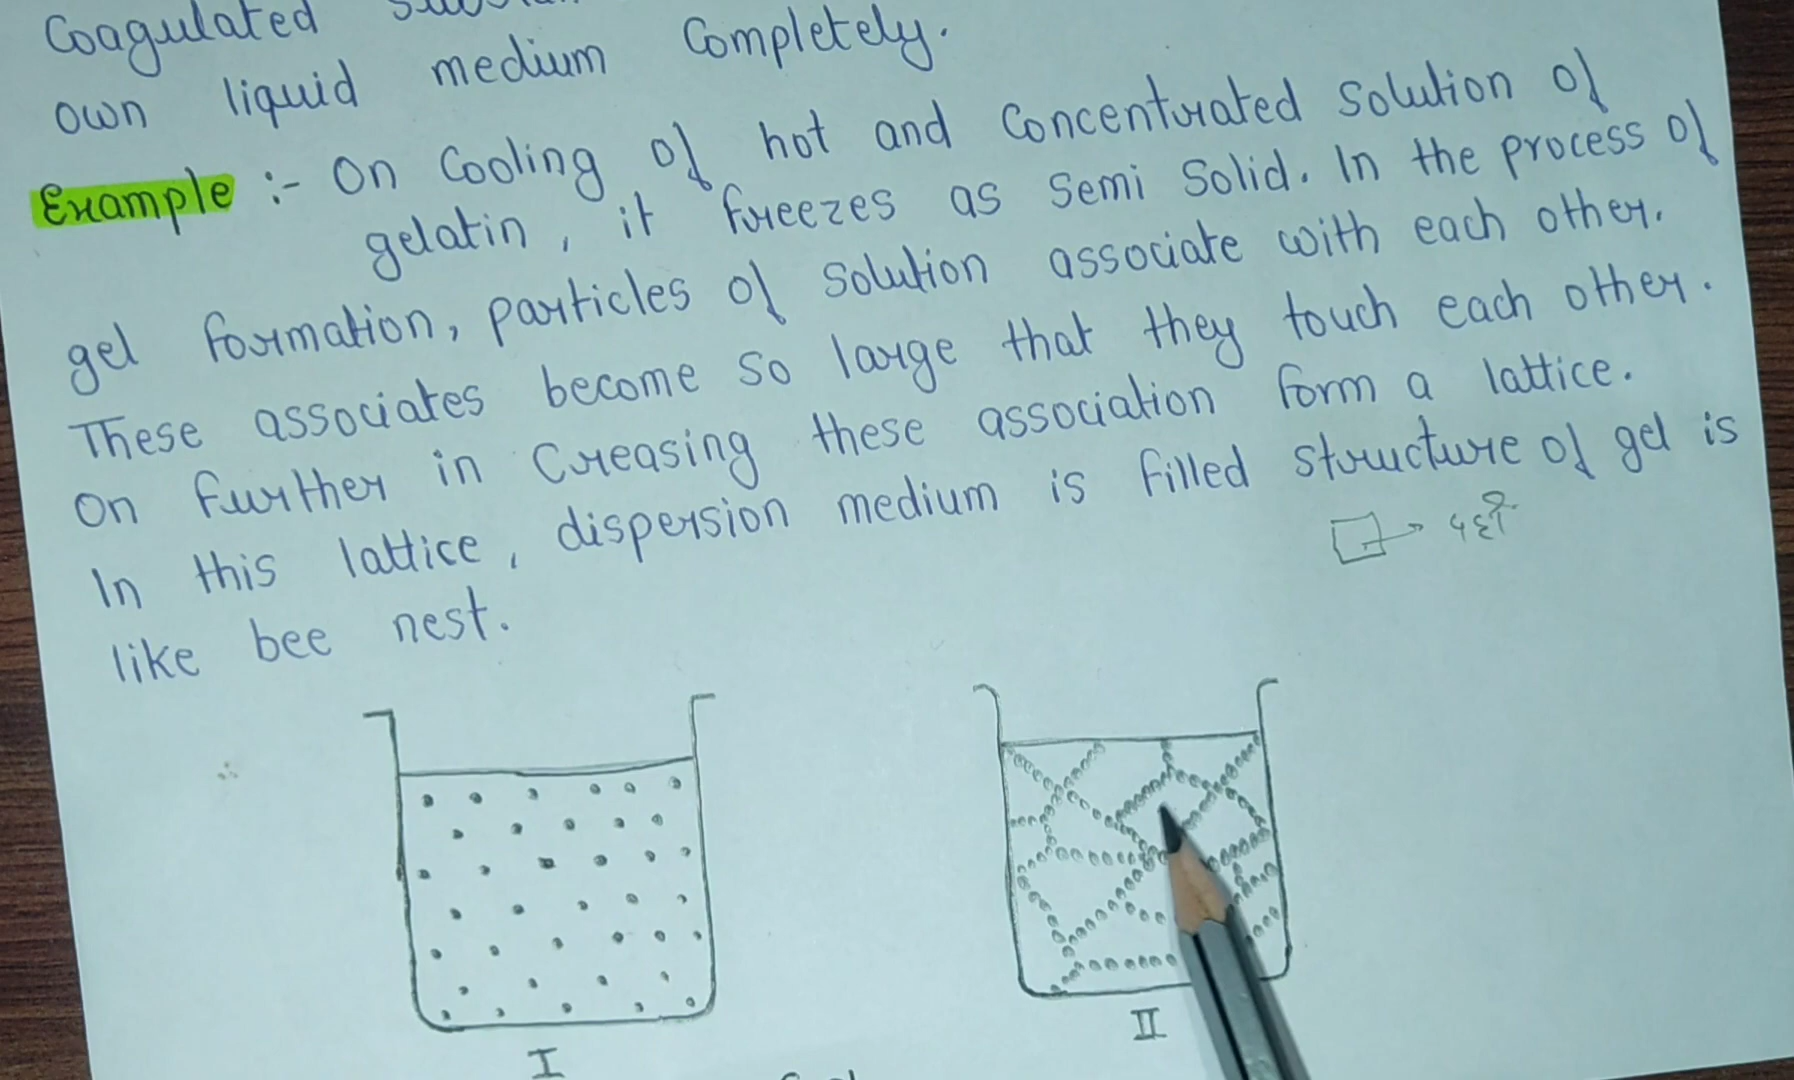 Coagulated
own liquid medium Completely.
Example :- On Cooling of hot and Concentrated Solution of
gelatin, it freezes as Semi Solid. In the process of
gel formation, particles of Solution associate with each other.
These associates become so large that they touch each other.
On further in Creasing these association form a lattice.
In this lattice, dispersion medium is filled structure of gel is
like bee nest.
I
II